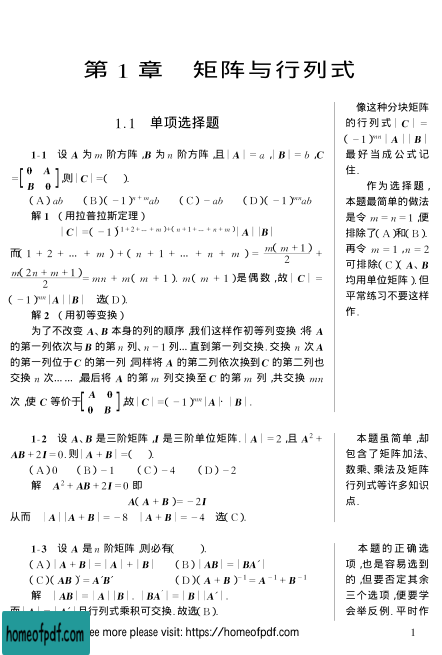 第 1 章 矩阵与行列式
1.1 单项选择题
1-1 设 A 为 m 阶方阵,B 为 n 阶方阵,且|A|=a,|B|=b,C
=[0 A; B 0],则|C|=( ).
(A)ab (B)(-1)^{n+m}ab (C)-ab (D)(-1)^{mn}ab
解 1 (用拉普拉斯定理)
|C|=(-1)^{(1+2+…+m)+(n+1+…+n+m)}|A||B|
而(1+2+…+m)+(n+1+…+n+m)= m(m+1)/2 +
m(2n+m+1)/2 =mn+m(m+1). m(m+1)是偶数,故|C|=
(-1)^{mn}|A||B| 选(D).
解 2 (用初等变换)
为了不改变 A、B 本身的列的顺序,我们这样作初等列变换:将 A
的第一列依次与 B 的第 n 列、n-1 列…直到第一列交换.交换 n 次 A
的第一列位于 C 的第一列,同样将 A 的第二列依次换到 C 的第二列也
交换 n 次……,最后将 A 的第 m 列交换至 C 的第 m 列,共交换 mn
次,使 C 等价于[A 0; 0 B],故|C|=(-1)^{mn}|A|·|B|.
1-2 设 A、B 是三阶矩阵,I 是三阶单位矩阵.|A|=2,且 A²+
AB+2I=0.则|A+B|=( ).
(A)0 (B)-1 (C)-4 (D)-2
解 A²+AB+2I=0 即
A(A+B)=-2I
从而 |A||A+B|=-8 |A+B|=-4 选(C).
1-3 设 A 是 n 阶矩阵,则必有( ).
(A)|A+B|=|A|+|B| (B)|AB|=|BA′|
(C)(AB)′=A′B′ (D)(A+B)⁻¹=A⁻¹+B⁻¹
解 |AB|=|A||B|. |BA′|=|B||A′|.
而|A|=|A′|且行列式乘积可交换.故选(B).
像这种分块矩阵
的行列式|C|=
(-1)^{mn}|A||B|
最好当成公式记
住.
作为选择题,
本题最简单的做法
是令 m=n=1,便
排除了(A)和(B).
再令 m=1,n=2
可排除(C)(A、B
均用单位矩阵).但
平常练习不要这样
作.
本题虽简单,却
包含了矩阵加法、
数乘、乘法及矩阵
行列式等许多知识
点.
本题的正确选
项,也是容易选到
的,但要否定其余
三个选项,便要学
会举反例.平时作
homeofpdf.com
ee more please visit: https://homeofpdf.com
1